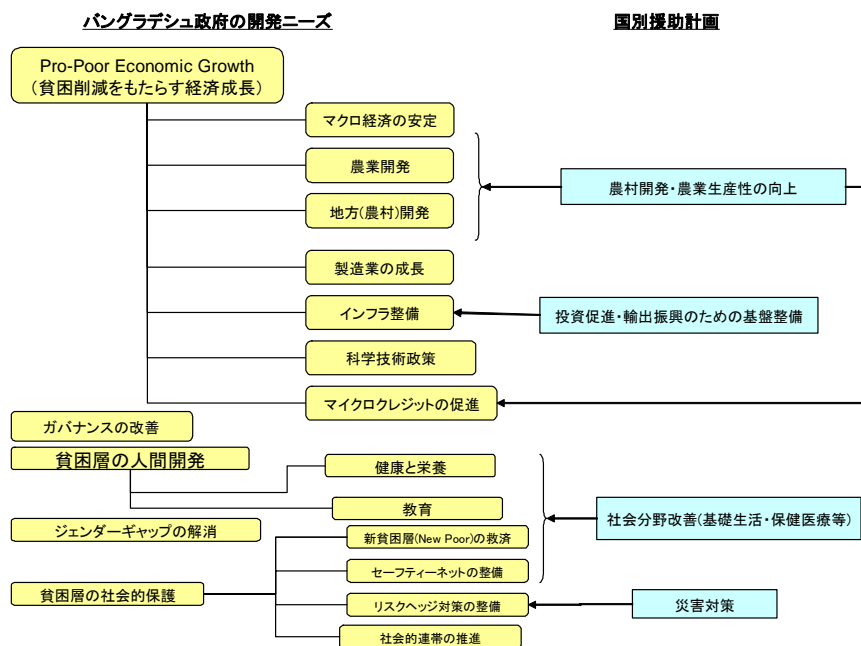 バングラデシュ政府の開発ニーズ
国別援助計画
Pro-Poor Economic Growth
(貧困削減をもたらす経済成長)
マクロ経済の安定
農業開発
農村開発・農業生産性の向上
地方(農村)開発
製造業の成長
インフラ整備
投資促進・輸出振興のための基盤整備
科学技術政策
マイクロクレジットの促進
ガバナンスの改善
貧困層の人間開発
健康と栄養
教育
社会分野改善(基礎生活・保健医療等)
ジェンダーギャップの解消
新貧困層(New Poor)の救済
セーフティーネットの整備
貧困層の社会的保護
リスクヘッジ対策の整備
災害対策
社会的連帯の推進